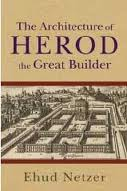 The Architecture of
HEROD
the Great Builder
Ehud Netzer